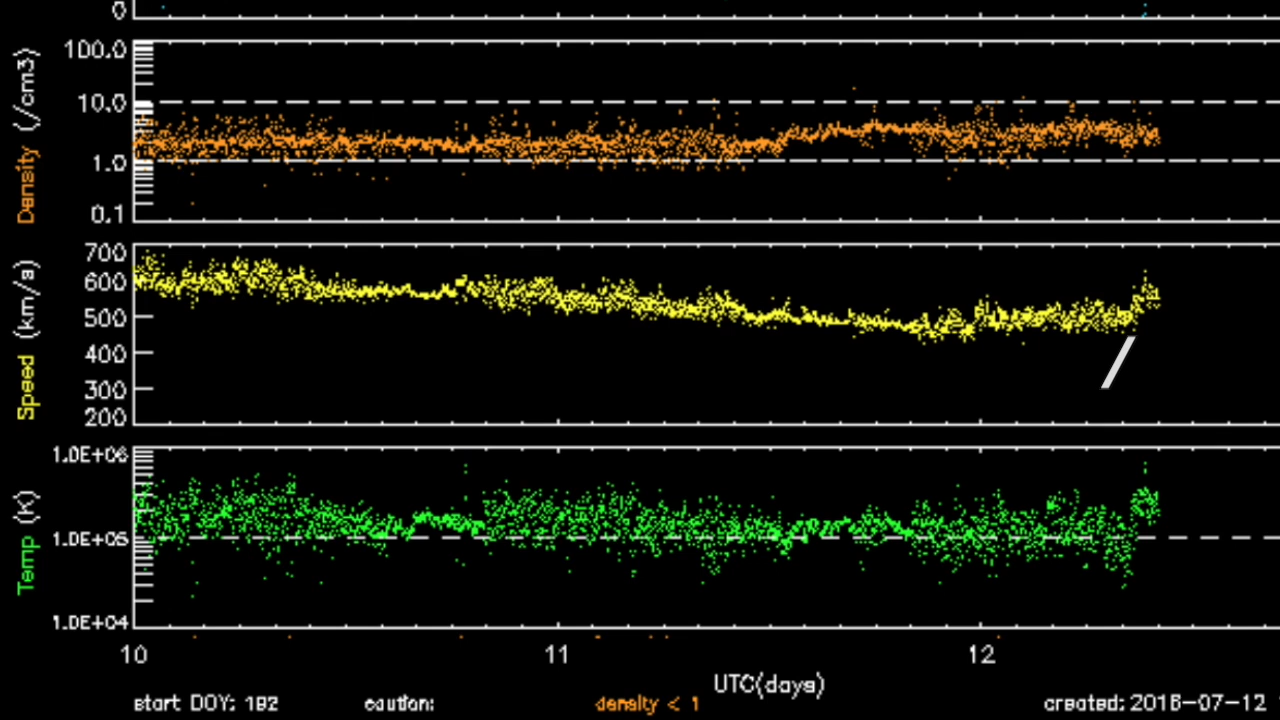 0
Density (/cm3)
100.0
10.0
1.0
0.1
Speed (km/s)
700
600
500
400
300
200
Temp (K)
1.0E+06
1.0E+05
1.0E+04
10 11 12
UTC(days)
start DOY: 192 caution: density < 1 created: 2016-07-12